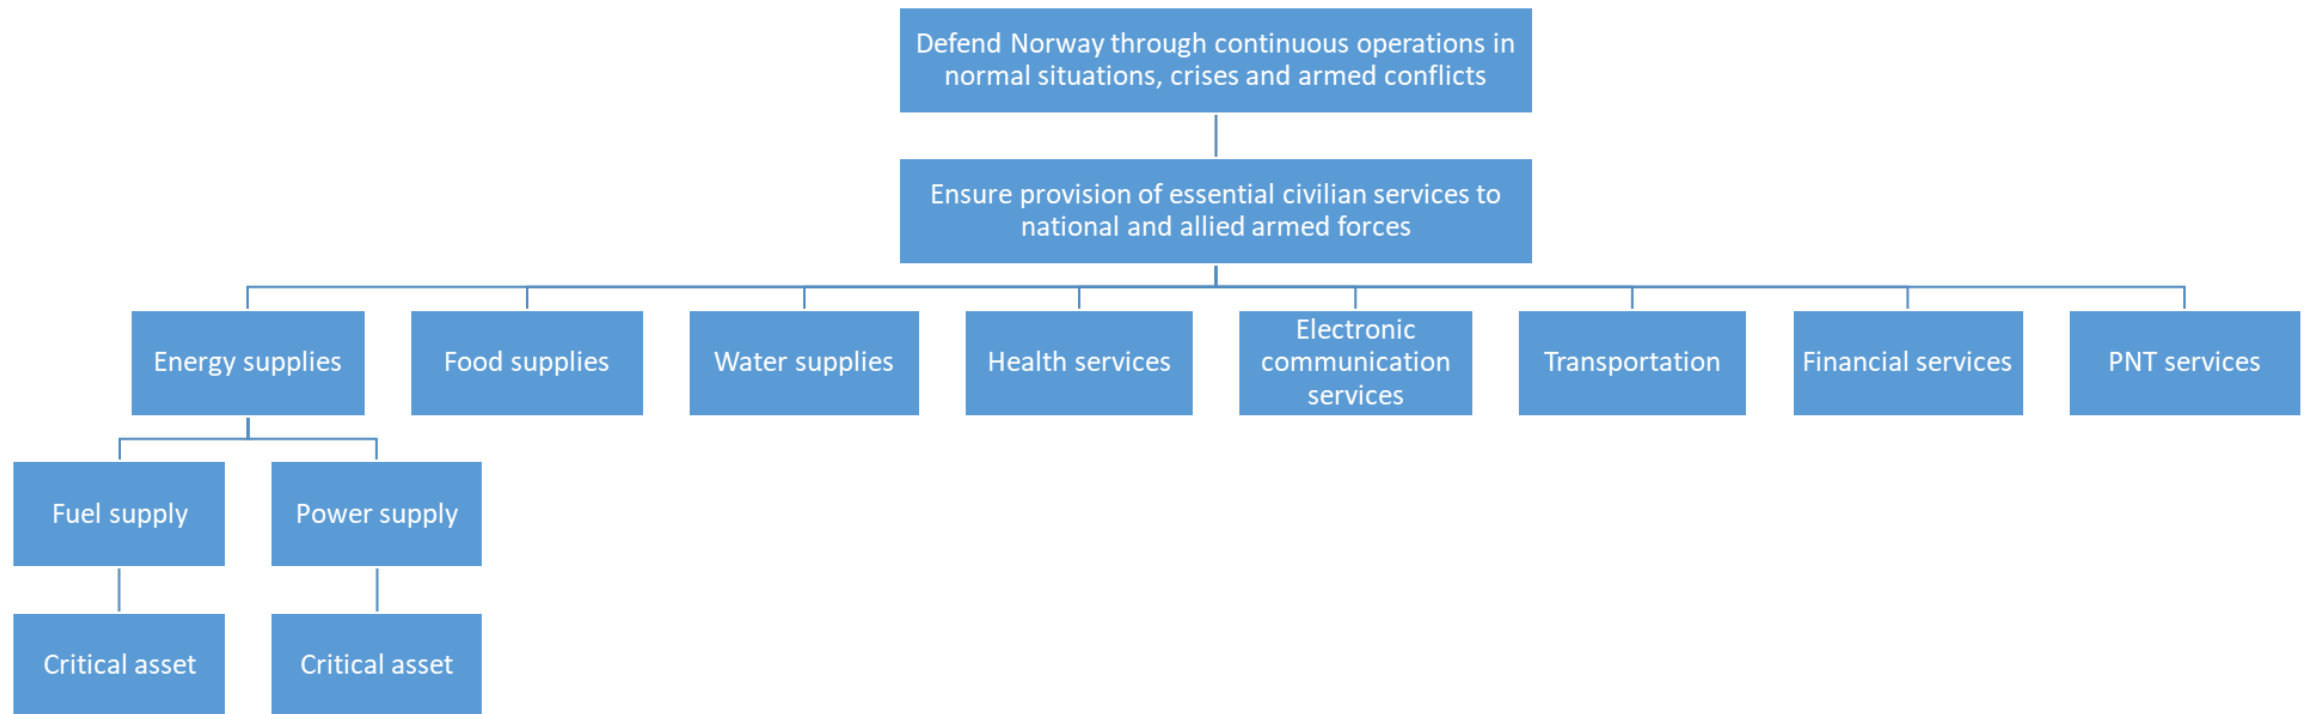 Defend Norway through continuous operations in
normal situations, crises and armed conflicts
Ensure provision of essential civilian services to
national and allied armed forces
Energy supplies
Food supplies
Water supplies
Health services
Electronic
communication
services
Transportation
Financial services
PNT services
Fuel supply
Power supply
Critical asset
Critical asset